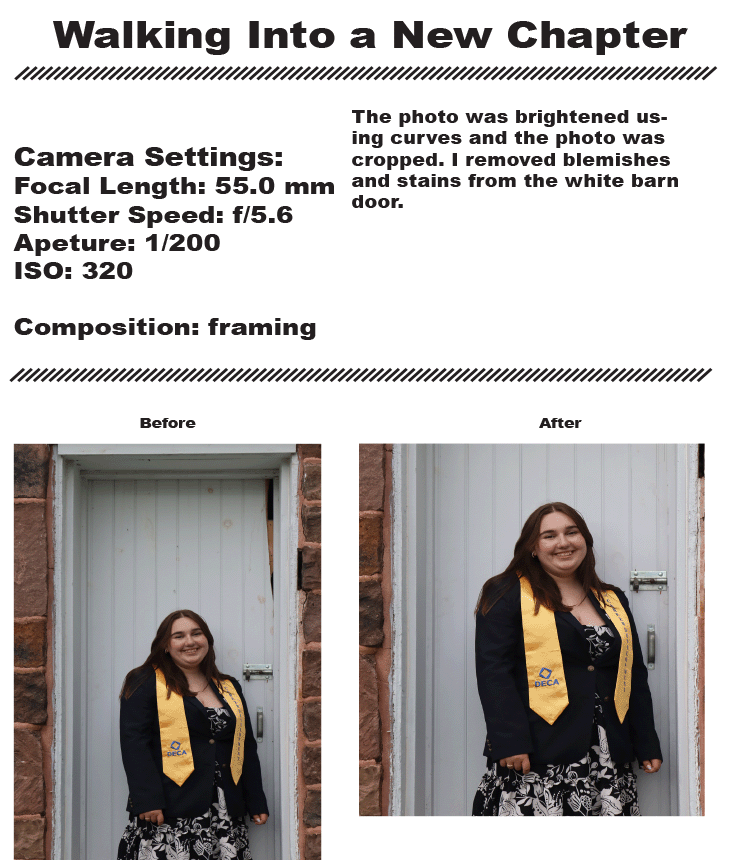 Walking Into a New Chapter
Camera Settings:
Focal Length: 55.0 mm
Shutter Speed: f/5.6
Apeture: 1/200
ISO: 320
Composition: framing
The photo was brightened us-
ing curves and the photo was
cropped. I removed blemishes
and stains from the white barn
door.
Before
After
DECA
DECA